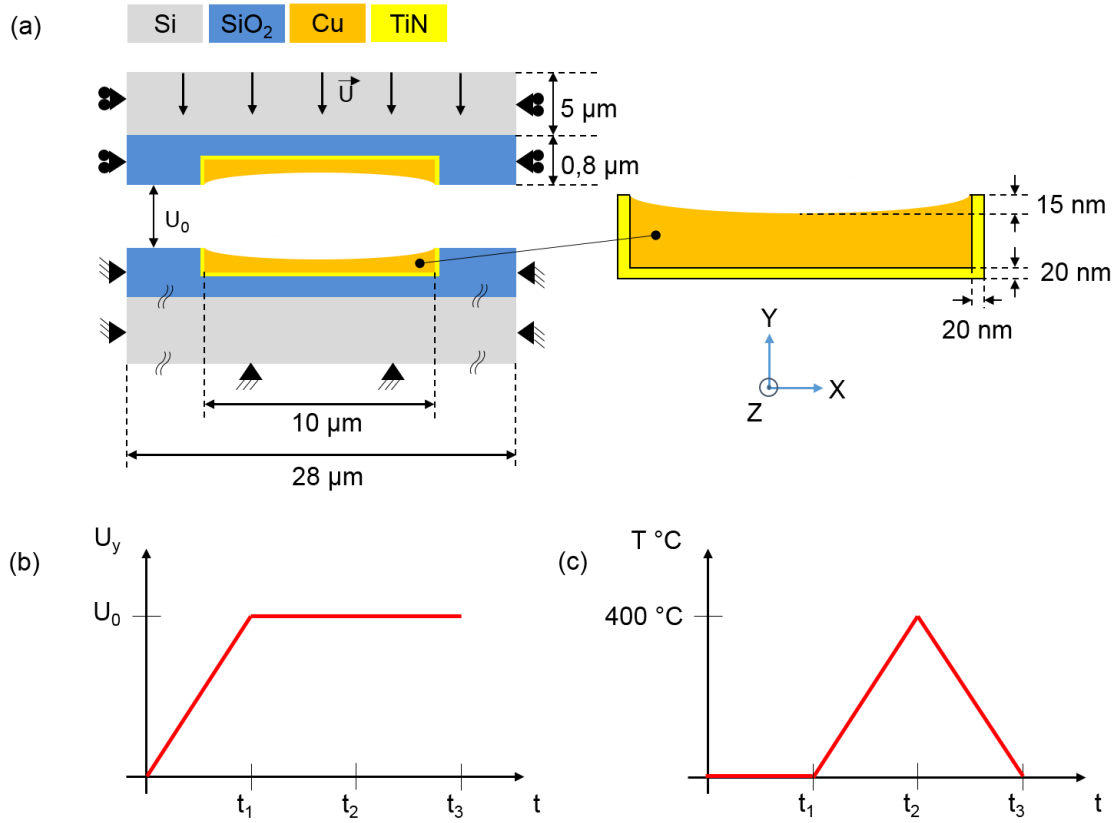 (a)
Si SiO₂ Cu TiN
U
5 µm
0,8 µm
U₀
15 nm
20 nm
20 nm
Y
X
Z
10 µm
28 µm
(b)
U_y
U₀
t₁ t₂ t₃ t
(c)
T °C
400 °C
t₁ t₂ t₃ t